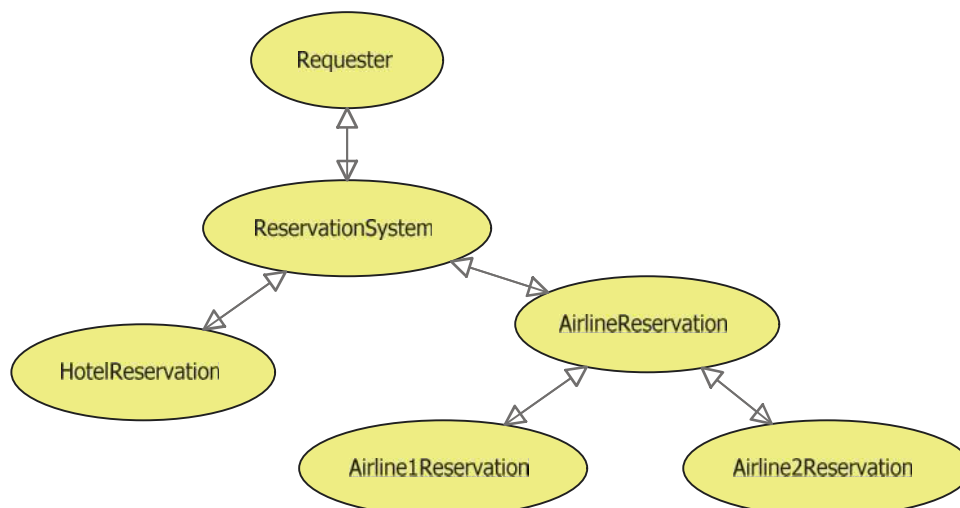 Requester
ReservationSystem
AirlineReservation
HotelReservation
Airline1Reservation
Airline2Reservation